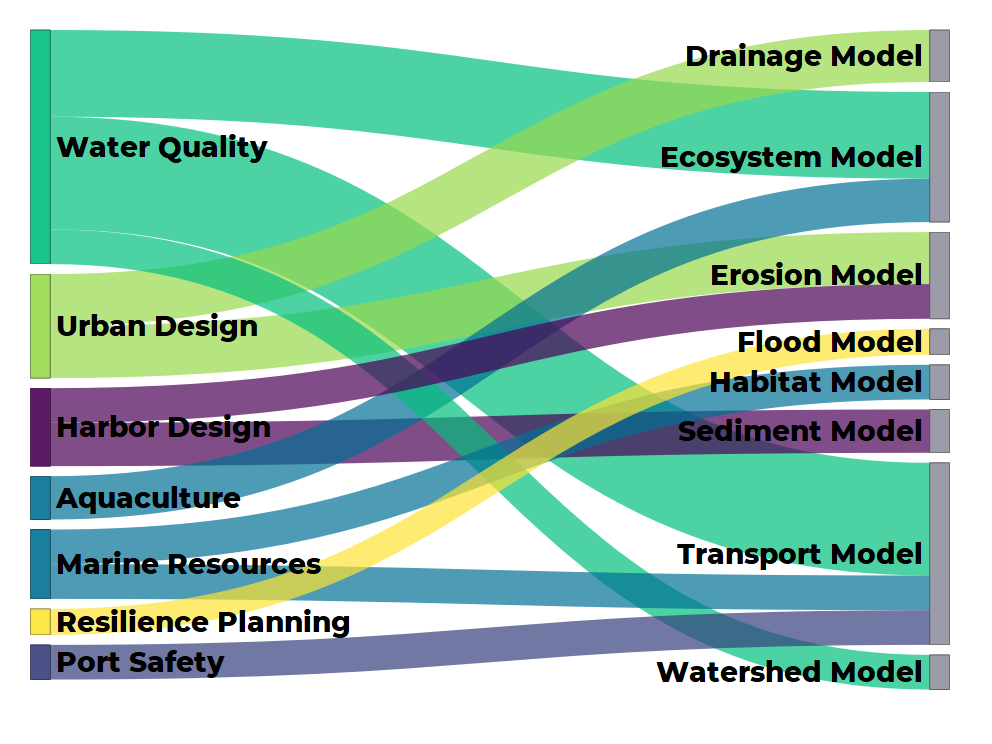 Water Quality
Urban Design
Harbor Design
Aquaculture
Marine Resources
Resilience Planning
Port Safety
Drainage Model
Ecosystem Model
Erosion Model
Flood Model
Habitat Model
Sediment Model
Transport Model
Watershed Model